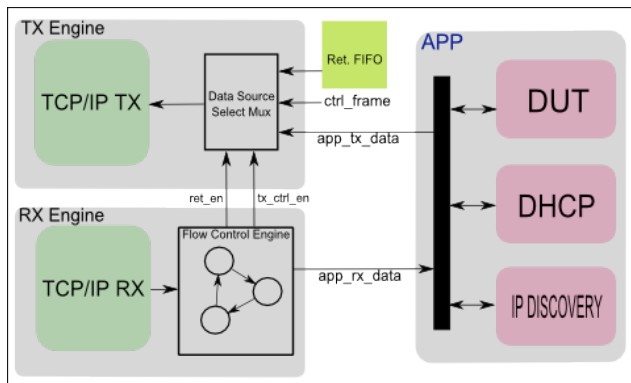 TX Engine
TCP/IP TX
Data Source
Select Mux
Ret. FIFO
ctrl_frame
app_tx_data
ret_en
tx_ctrl_en
RX Engine
TCP/IP RX
Flow Control Engine
app_rx_data
APP
DUT
DHCP
IP DISCOVERY